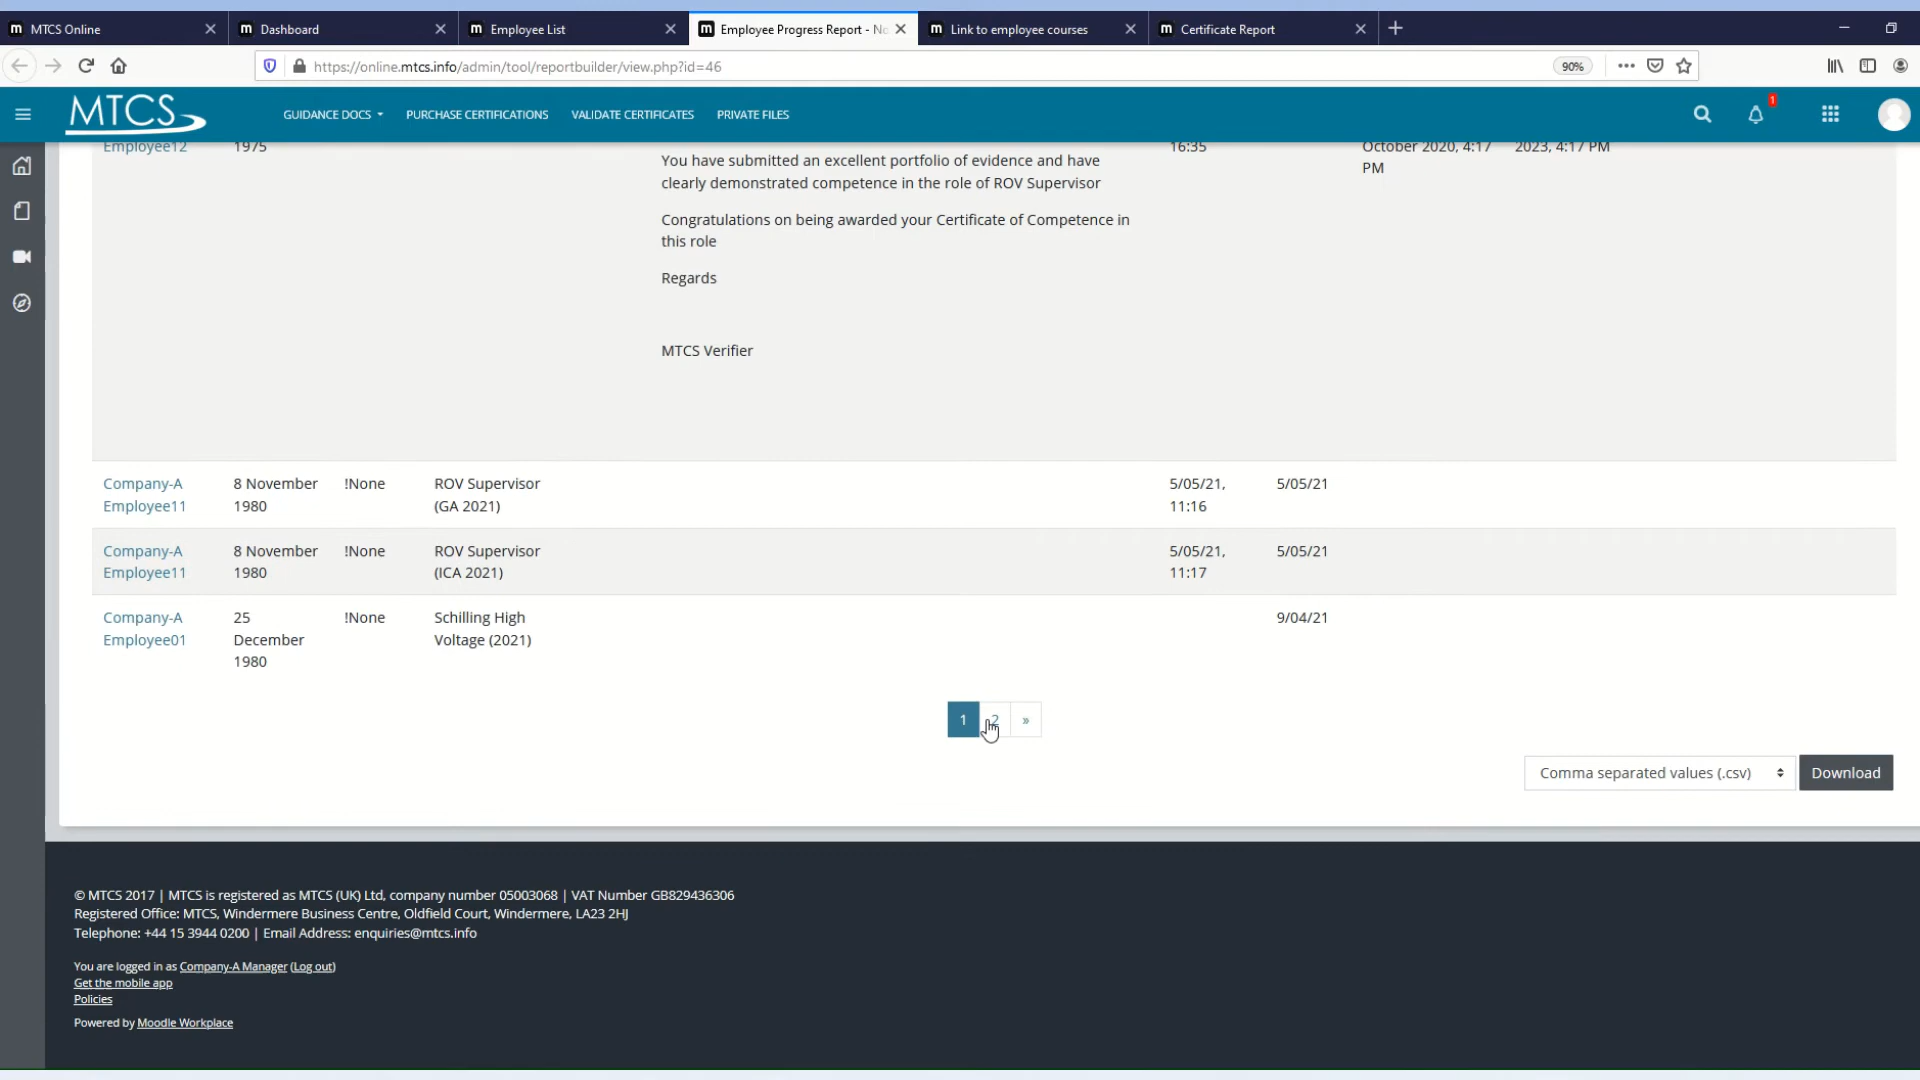 MTCS Online
Dashboard
Employee List
Employee Progress Report - No
Link to employee courses
Certificate Report
https://online.mtcs.info/admin/tool/reportbuilder/view.php?id=46
90%
MTCS
GUIDANCE DOCS
PURCHASE CERTIFICATIONS
VALIDATE CERTIFICATES
PRIVATE FILES
1
Employee12
1975
You have submitted an excellent portfolio of evidence and have
clearly demonstrated competence in the role of ROV Supervisor
Congratulations on being awarded your Certificate of Competence in
this role
Regards
MTCS Verifier
16:35
October 2020, 4:17
PM
2023, 4:17 PM
Company-A
Employee11
8 November
1980
!None
ROV Supervisor
(GA 2021)
5/05/21,
11:16
5/05/21
Company-A
Employee11
8 November
1980
!None
ROV Supervisor
(ICA 2021)
5/05/21,
11:17
5/05/21
Company-A
Employee01
25
December
1980
!None
Schilling High
Voltage (2021)
9/04/21
1
2
»
Comma separated values (.csv)
Download
© MTCS 2017 | MTCS is registered as MTCS (UK) Ltd, company number 05003068 | VAT Number GB829436306
Registered Office: MTCS, Windermere Business Centre, Oldfield Court, Windermere, LA23 2HJ
Telephone: +44 15 3944 0200 | Email Address: enquiries@mtcs.info
You are logged in as Company-A Manager (Log out)
Get the mobile app
Policies
Powered by Moodle Workplace